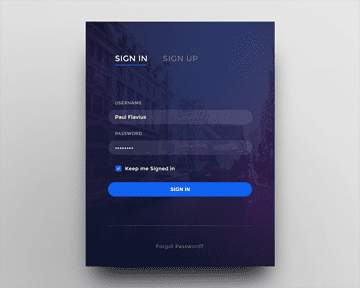 SIGN IN SIGN UP
USERNAME
Paul Flavius
PASSWORD
••••••••
Keep me Signed in
SIGN IN
Forgot Password?